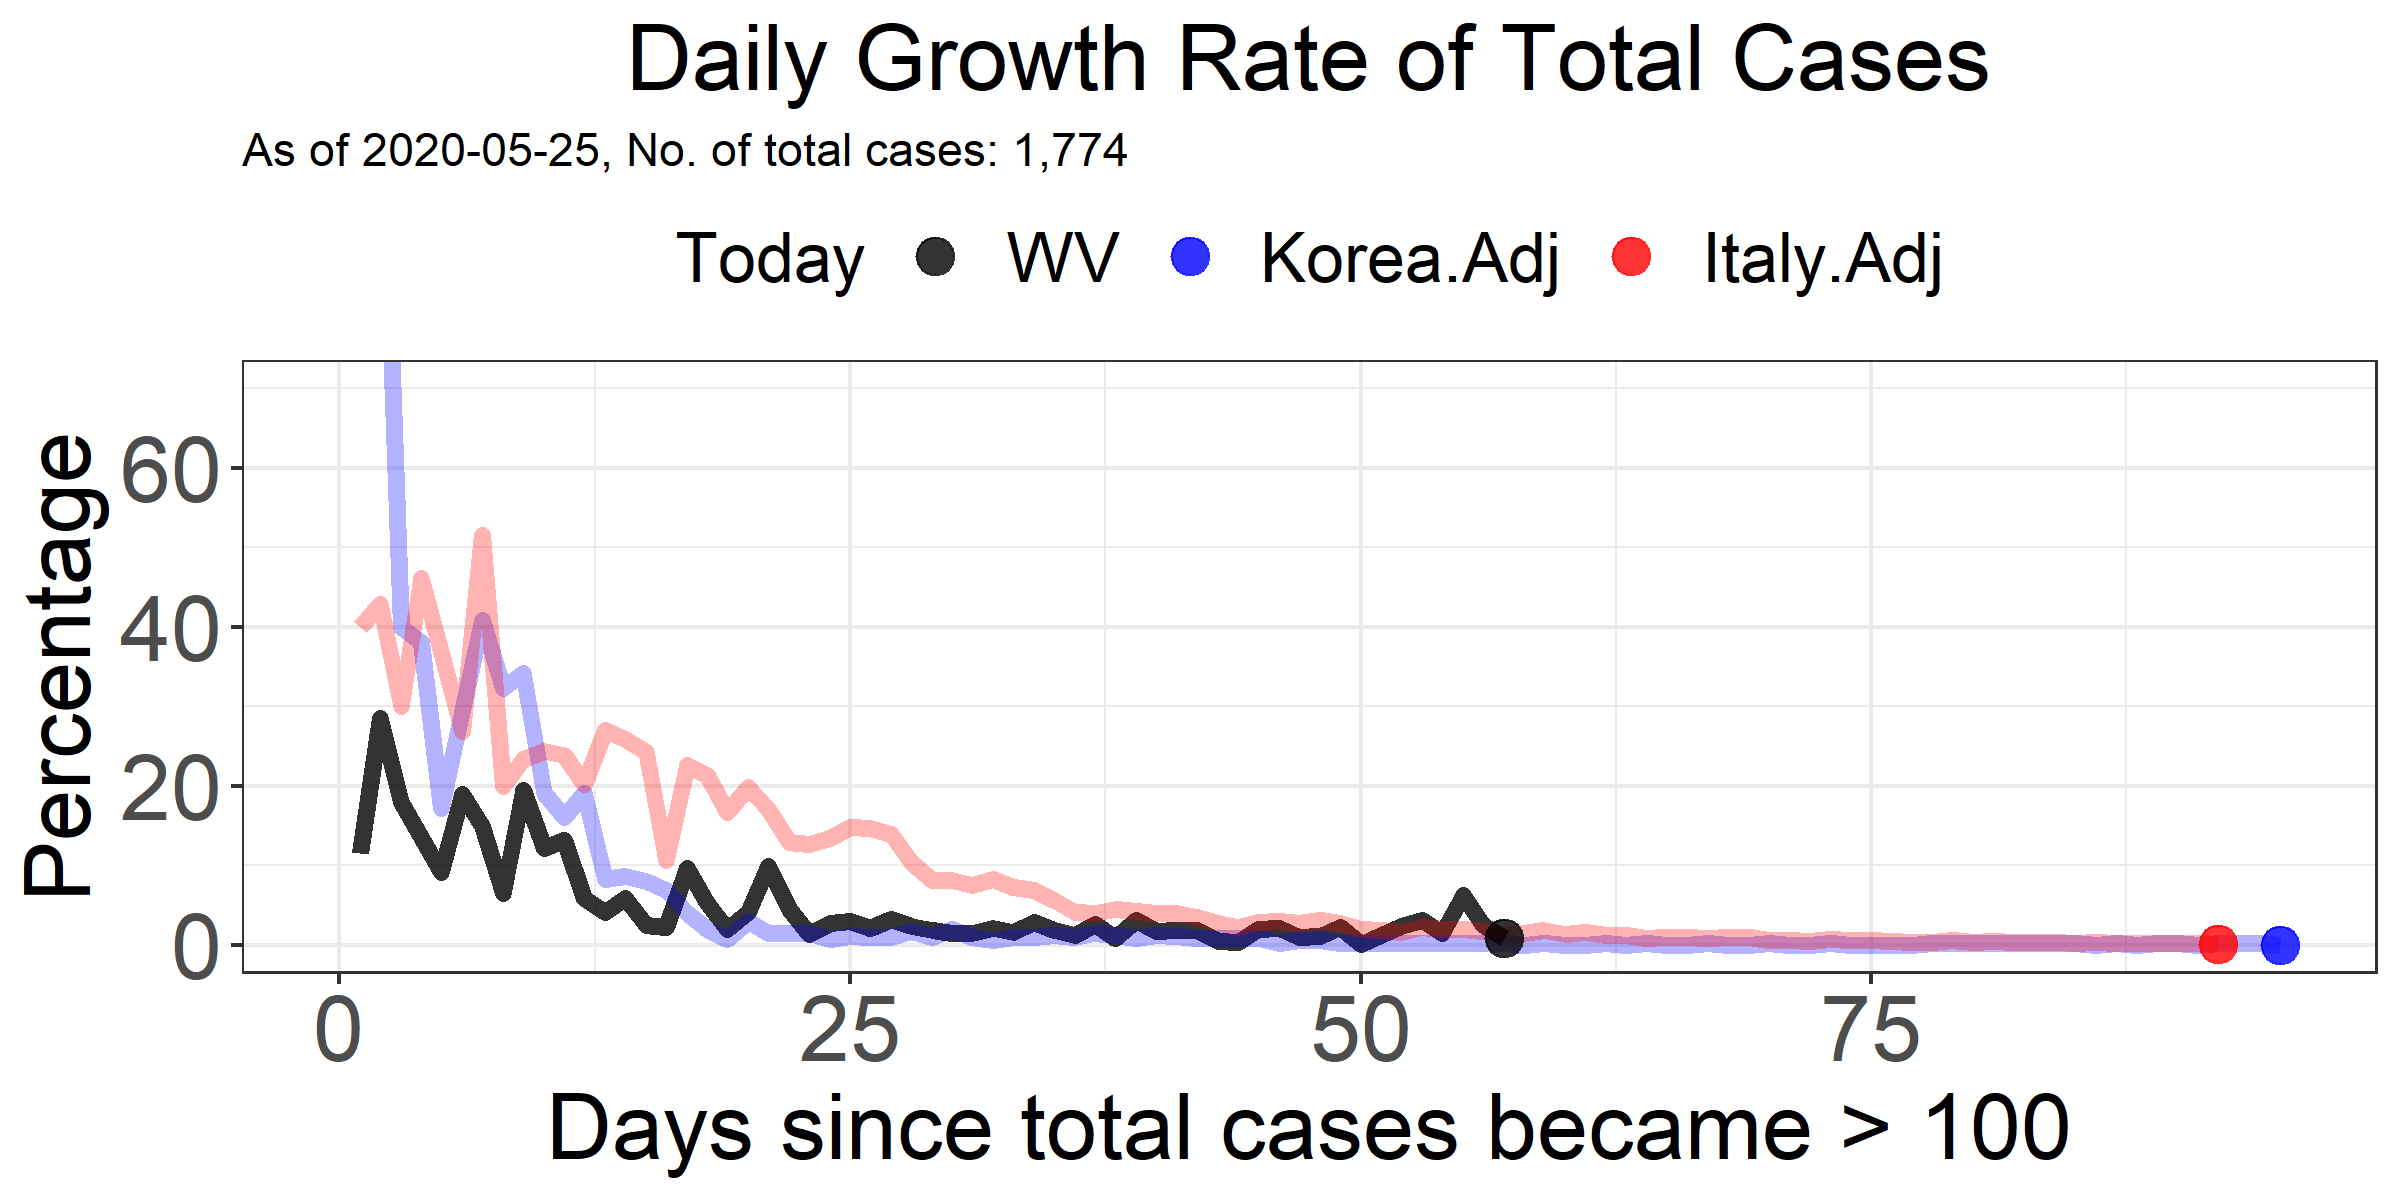 Daily Growth Rate of Total Cases
As of 2020-05-25, No. of total cases: 1,774
Today WV Korea.Adj Italy.Adj
Percentage
60
40
20
0
0 25 50 75
Days since total cases became > 100